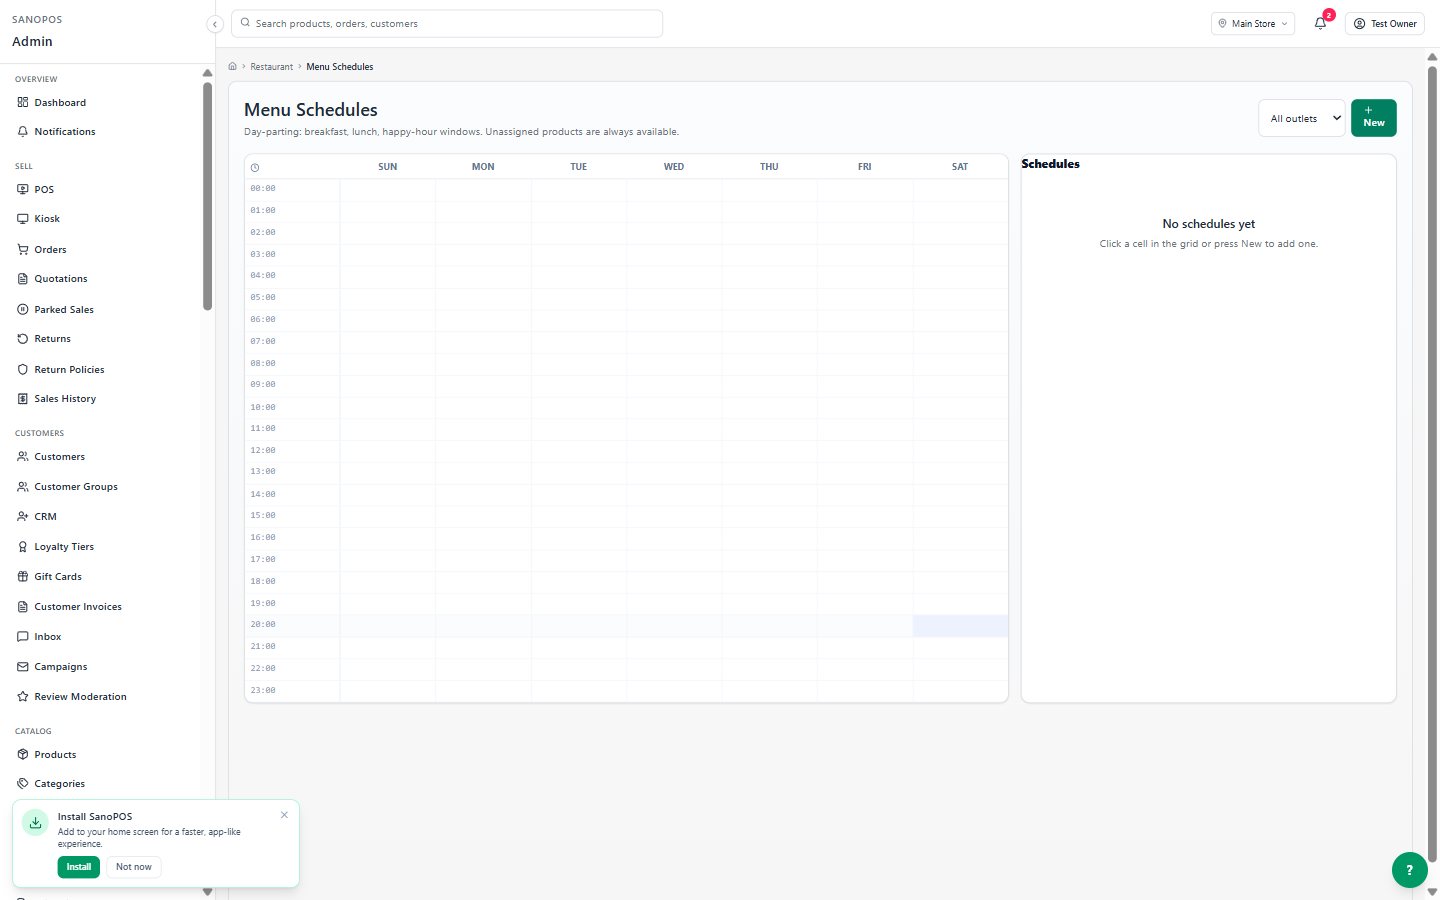 SANOPOS
Admin
OVERVIEW
Dashboard
Notifications
SELL
POS
Kiosk
Orders
Quotations
Parked Sales
Returns
Return Policies
Sales History
CUSTOMERS
Customers
Customer Groups
CRM
Loyalty Tiers
Gift Cards
Customer Invoices
Inbox
Campaigns
Review Moderation
CATALOG
Products
Categories
Install SanoPOS
Add to your home screen for a faster, app-like
experience.
Install
Not now
Search products, orders, customers
Main Store
2
Test Owner
Restaurant
Menu Schedules
Menu Schedules
Day-parting: breakfast, lunch, happy-hour windows. Unassigned products are always available.
All outlets
+ New
SUN MON TUE WED THU FRI SAT
00:00
01:00
02:00
03:00
04:00
05:00
06:00
07:00
08:00
09:00
10:00
11:00
12:00
13:00
14:00
15:00
16:00
17:00
18:00
19:00
20:00
21:00
22:00
23:00
Schedules
No schedules yet
Click a cell in the grid or press New to add one.
?